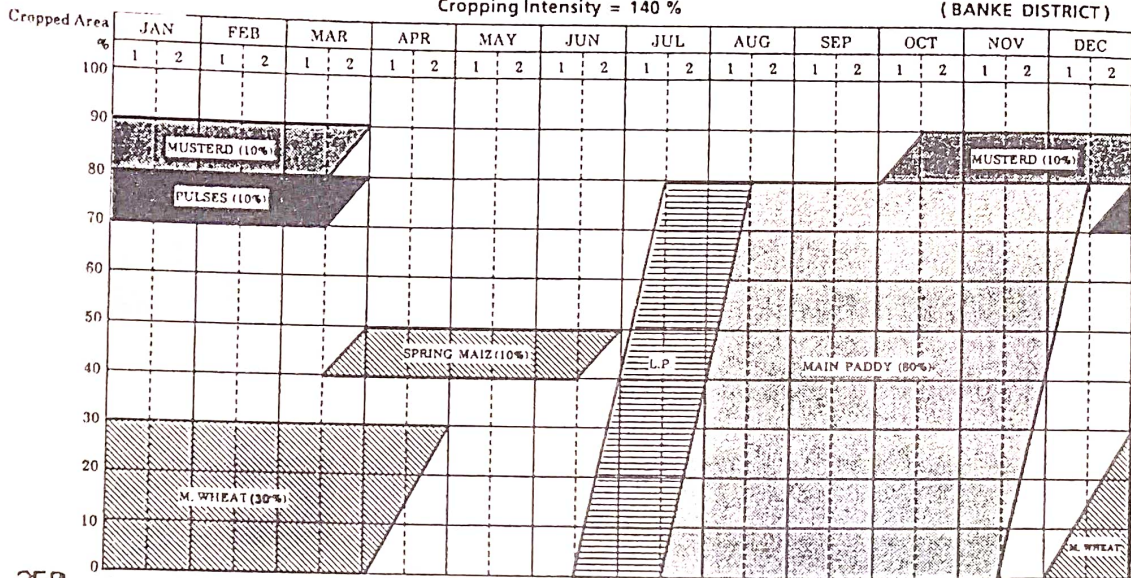 Cropping Intensity = 140 %
( BANKE DISTRICT )
Cropped Area
%
JAN FEB MAR APR MAY JUN JUL AUG SEP OCT NOV DEC
1 2 1 2 1 2 1 2 1 2 1 2 1 2 1 2 1 2 1 2 1 2 1 2
100
90
MUSTERD (10%)
MUSTERD (10%)
80
PULSES (10%)
70
60
50
SPRING MAIZ (10%)
L.P
MAIN PADDY (80%)
40
30
20
M. WHEAT (30%)
10
M. WHEAT
0